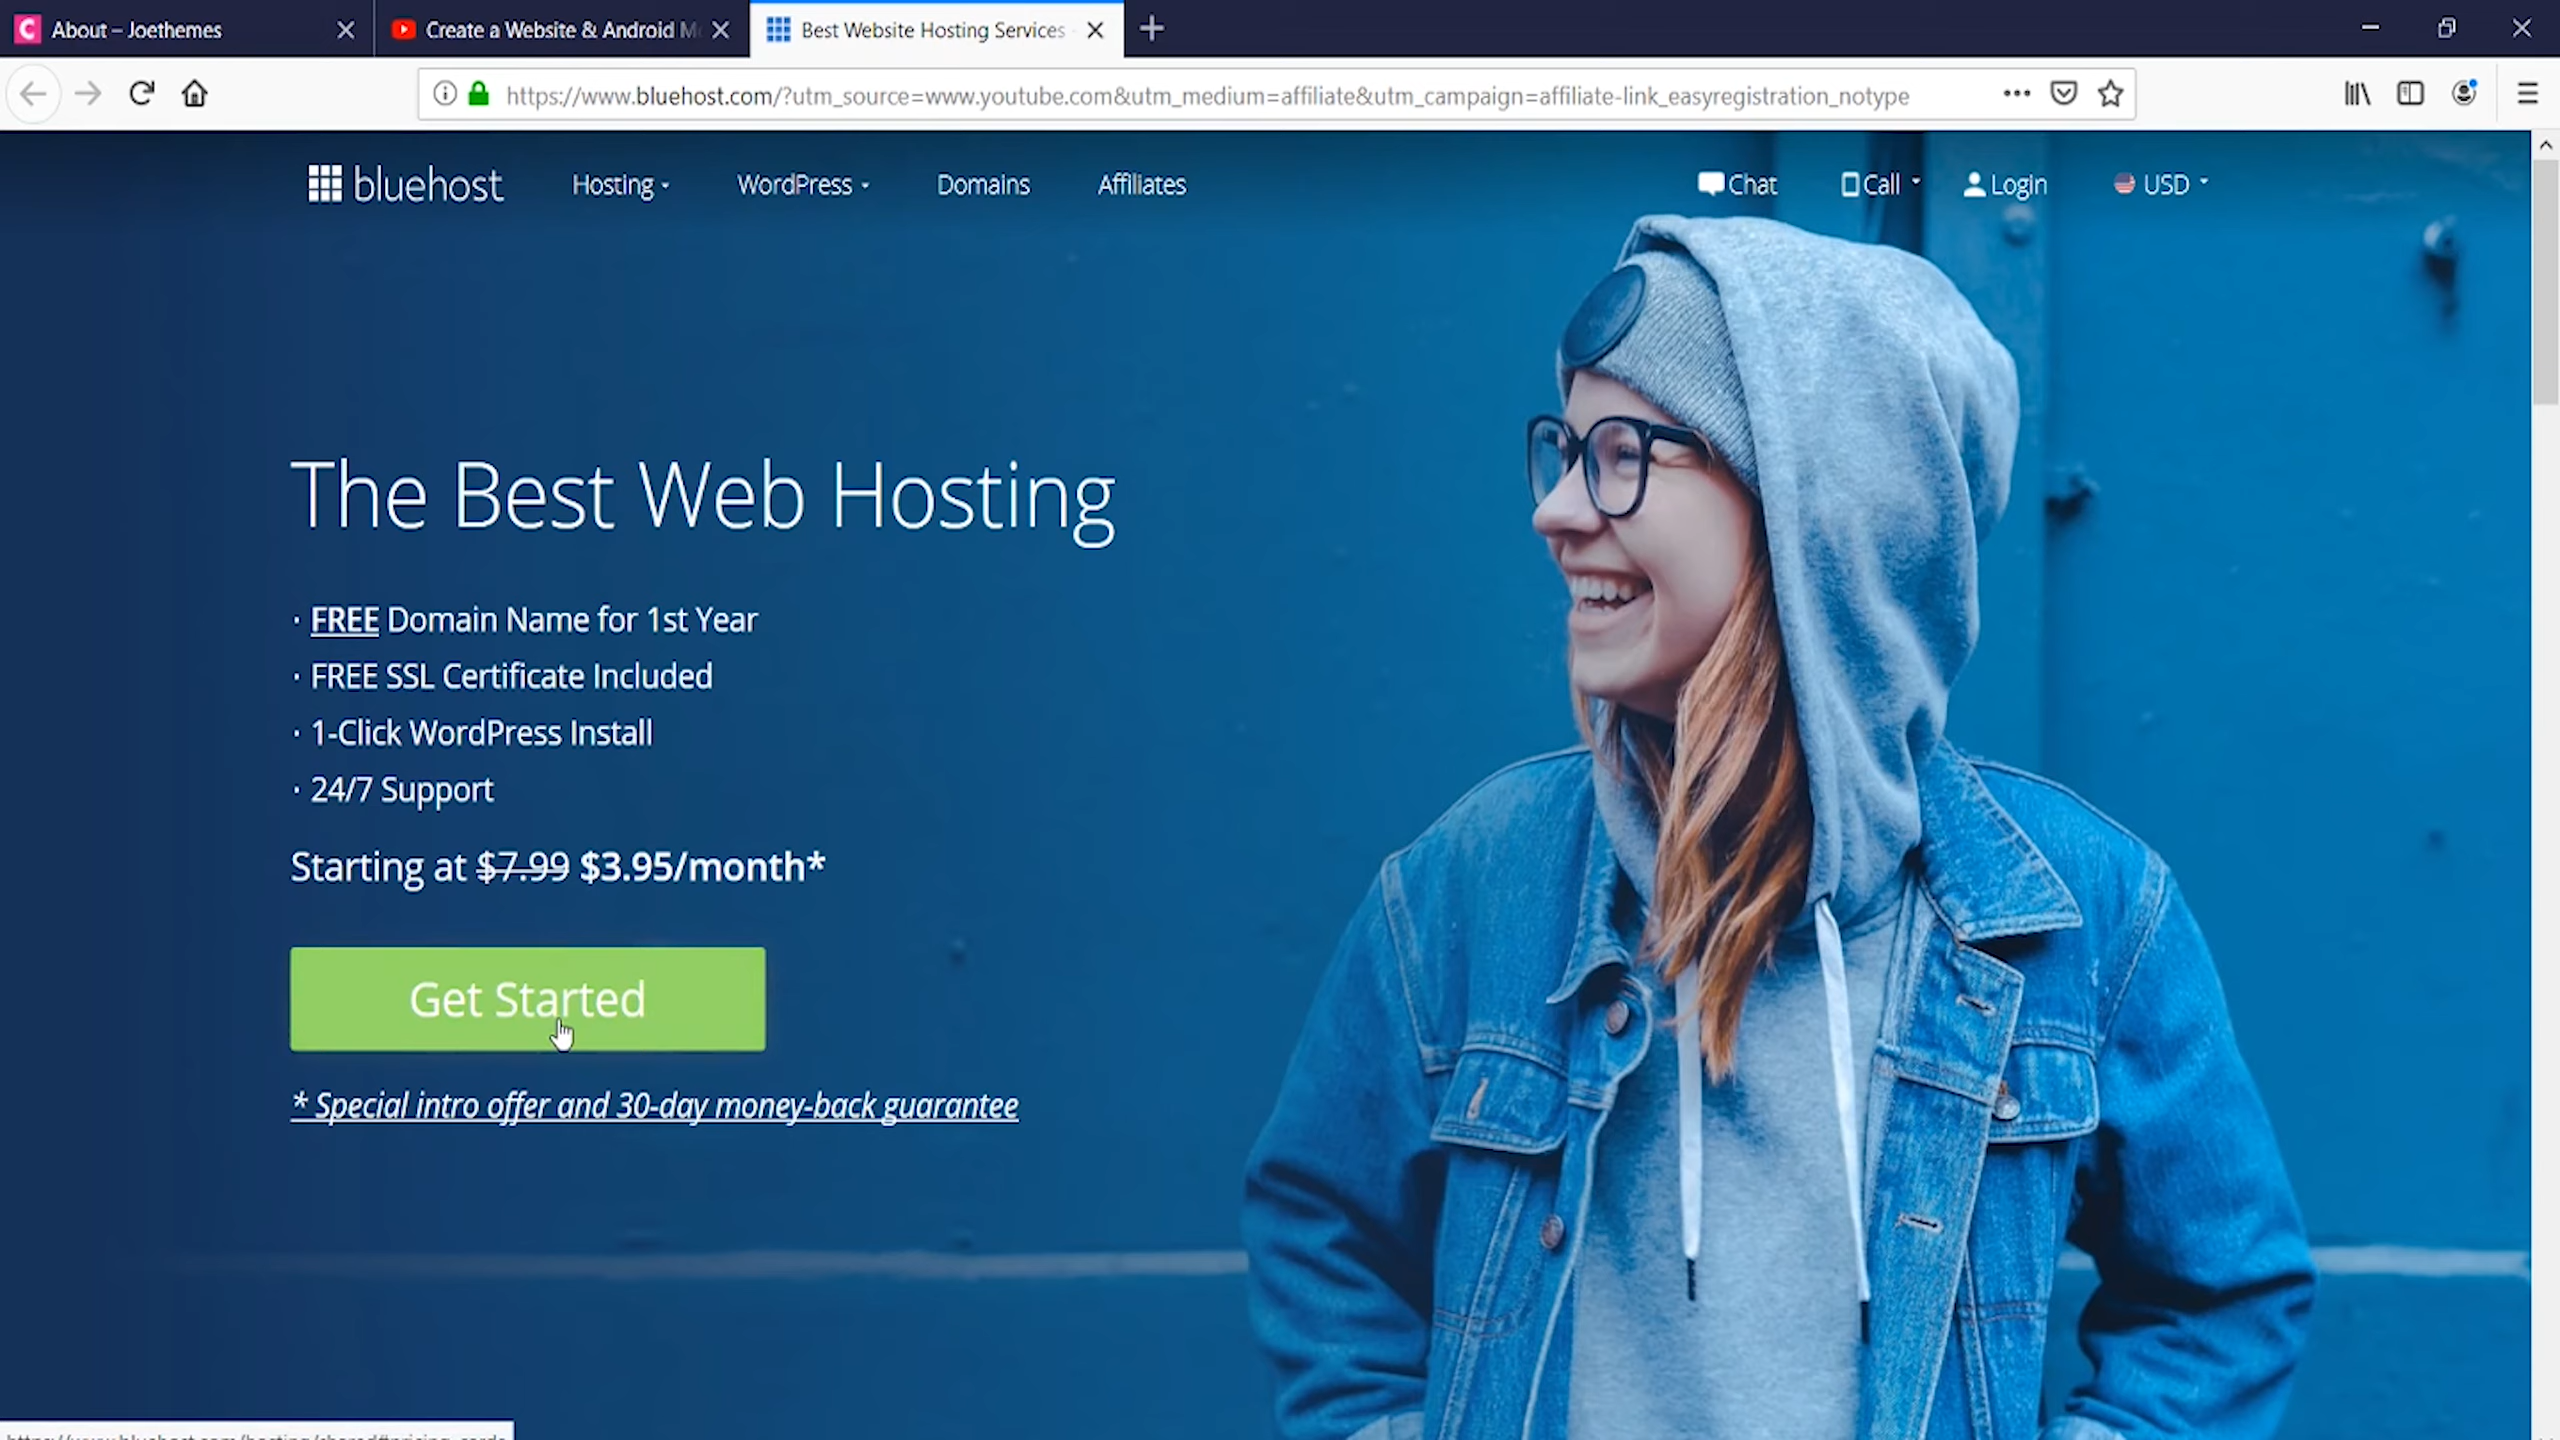 About – Joethemes
Create a Website & Android M
Best Website Hosting Services
https://www.bluehost.com/?utm_source=www.youtube.com&utm_medium=affiliate&utm_campaign=affiliate-link_easyregistration_notype
bluehost Hosting WordPress Domains Affiliates Chat Call Login USD
The Best Web Hosting
· FREE Domain Name for 1st Year
· FREE SSL Certificate Included
· 1-Click WordPress Install
· 24/7 Support
Starting at $7.99 $3.95/month*
Get Started
* Special intro offer and 30-day money-back guarantee